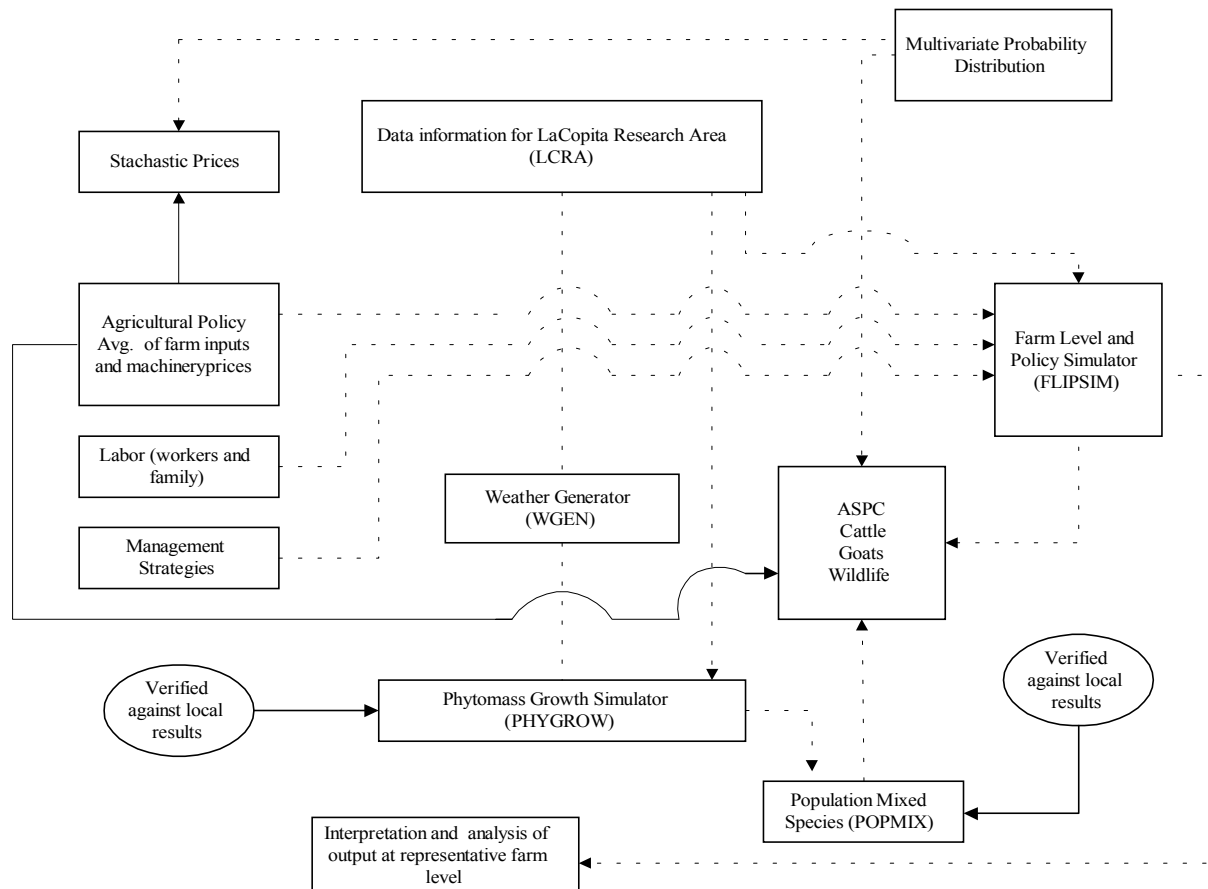 Multivariate Probability
Distribution
Data information for LaCopita Research Area
(LCRA)
Stachastic Prices
Agricultural Policy
Avg. of farm inputs
and machineryprices
Farm Level and
Policy Simulator
(FLIPSIM)
Labor (workers and
family)
Weather Generator
(WGEN)
ASPC
Cattle
Goats
Wildlife
Management
Strategies
Verified
against local
results
Phytomass Growth Simulator
(PHYGROW)
Verified
against local
results
Population Mixed
Species (POPMIX)
Interpretation and analysis of
output at representative farm
level